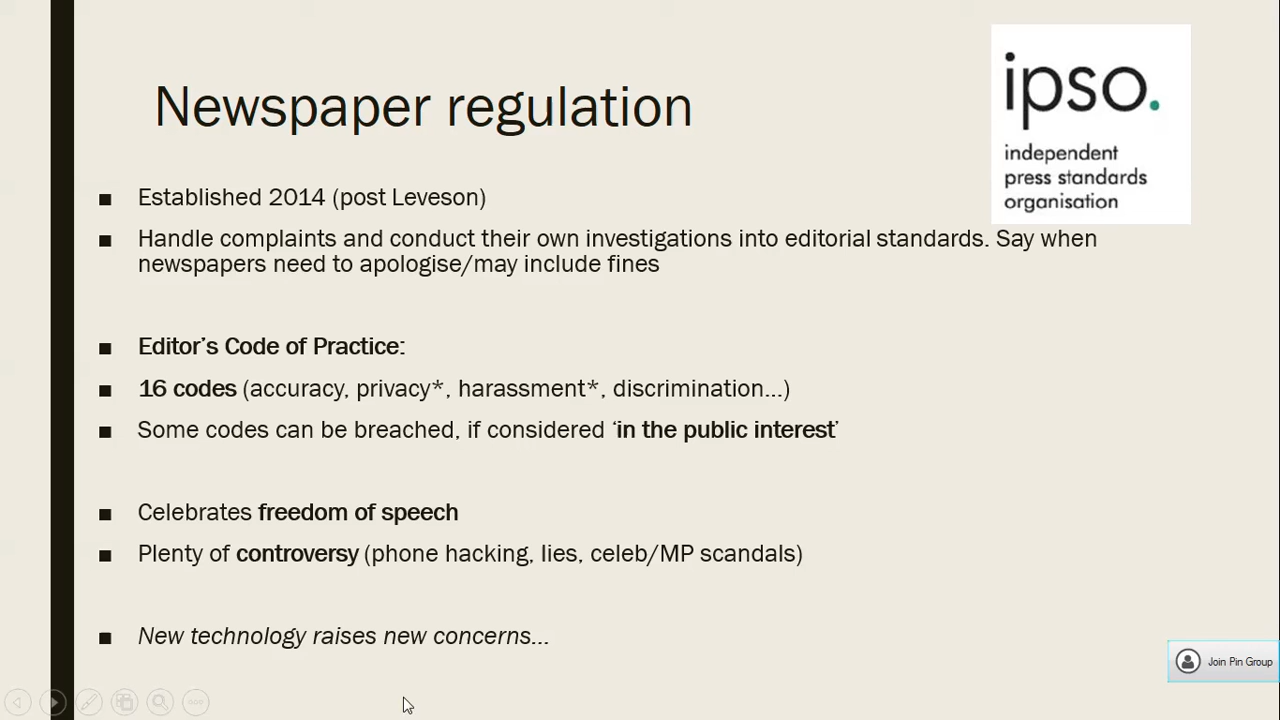 Newspaper regulation
ipso.
independent
press standards
organisation
■ Established 2014 (post Leveson)
■ Handle complaints and conduct their own investigations into editorial standards. Say when
newspapers need to apologise/may include fines
■ Editor's Code of Practice:
■ 16 codes (accuracy, privacy*, harassment*, discrimination...)
■ Some codes can be breached, if considered 'in the public interest'
■ Celebrates freedom of speech
■ Plenty of controversy (phone hacking, lies, celeb/MP scandals)
■ New technology raises new concerns...
Join Pin Group